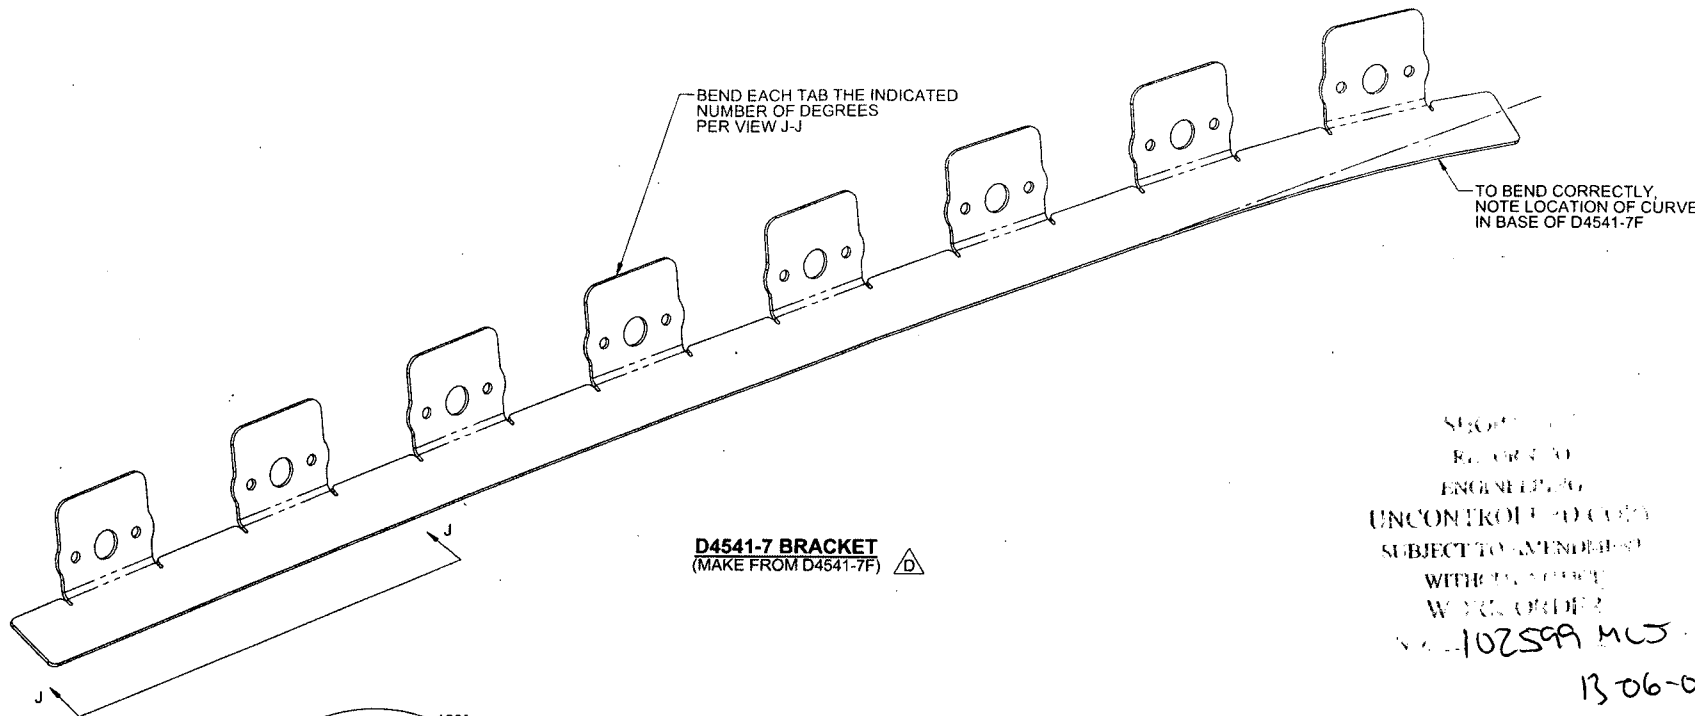 BEND EACH TAB THE INDICATED
NUMBER OF DEGREES
PER VIEW J-J
TO BEND CORRECTLY,
NOTE LOCATION OF CURVE
IN BASE OF D4541-7F
J
D4541-7 BRACKET
(MAKE FROM D4541-7F) D
J
ENGINEERING
UNCONTROLLED COPY
SUBJECT TO AMENDMENT
WITHOUT NOTICE
WORK ORDER
102599 MCJ
13-06-0